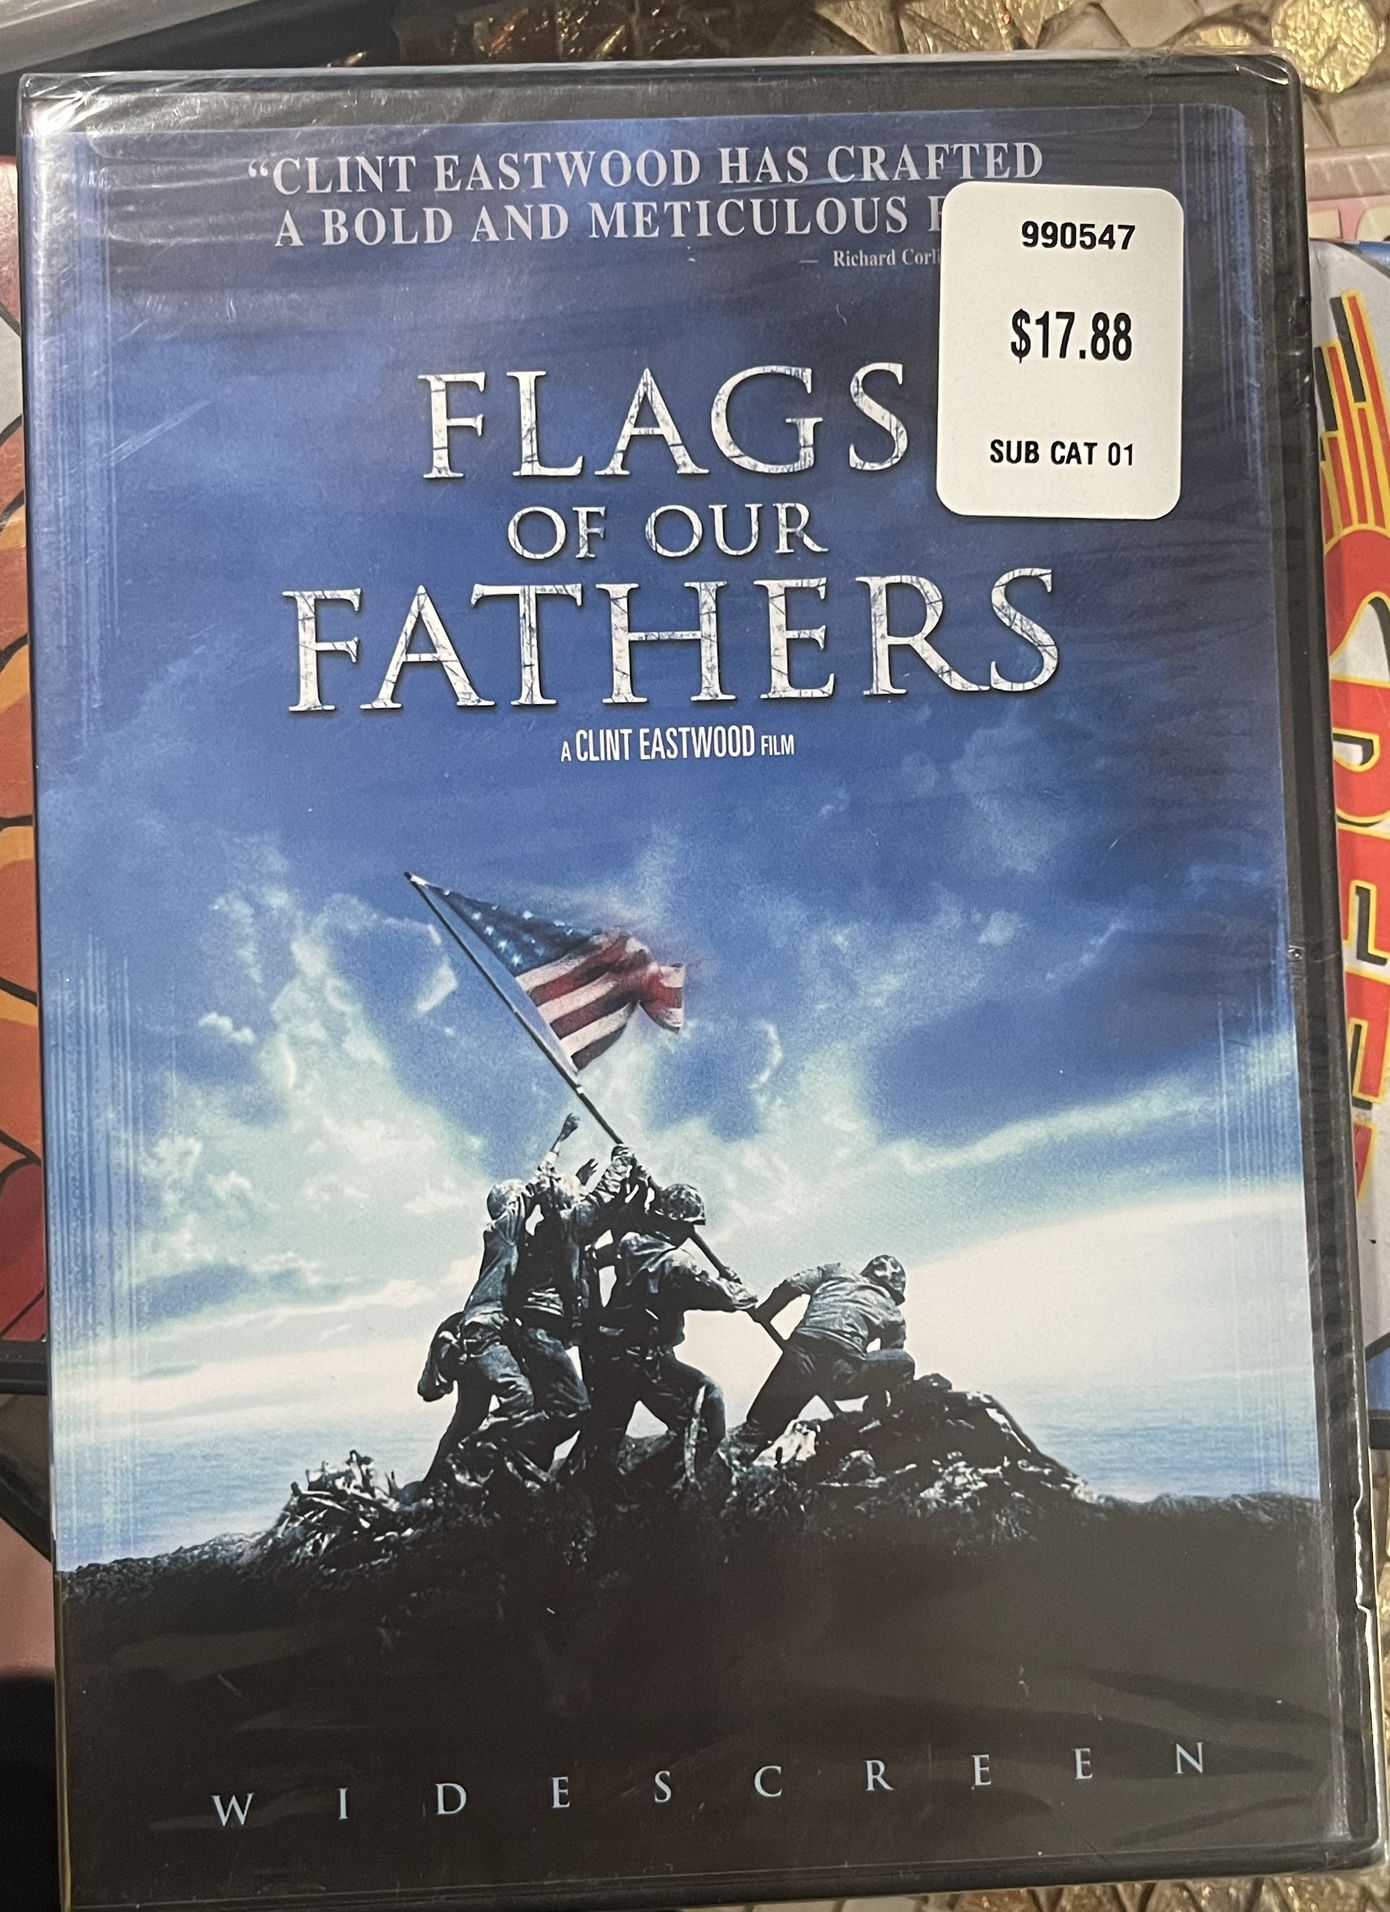 “CLINT EASTWOOD HAS CRAFTED
A BOLD AND METICULOUS
— Richard
990547
$17.88
SUB CAT 01
FLAGS
OF OUR
FATHERS
A CLINT EASTWOOD FILM
WIDESCREEN